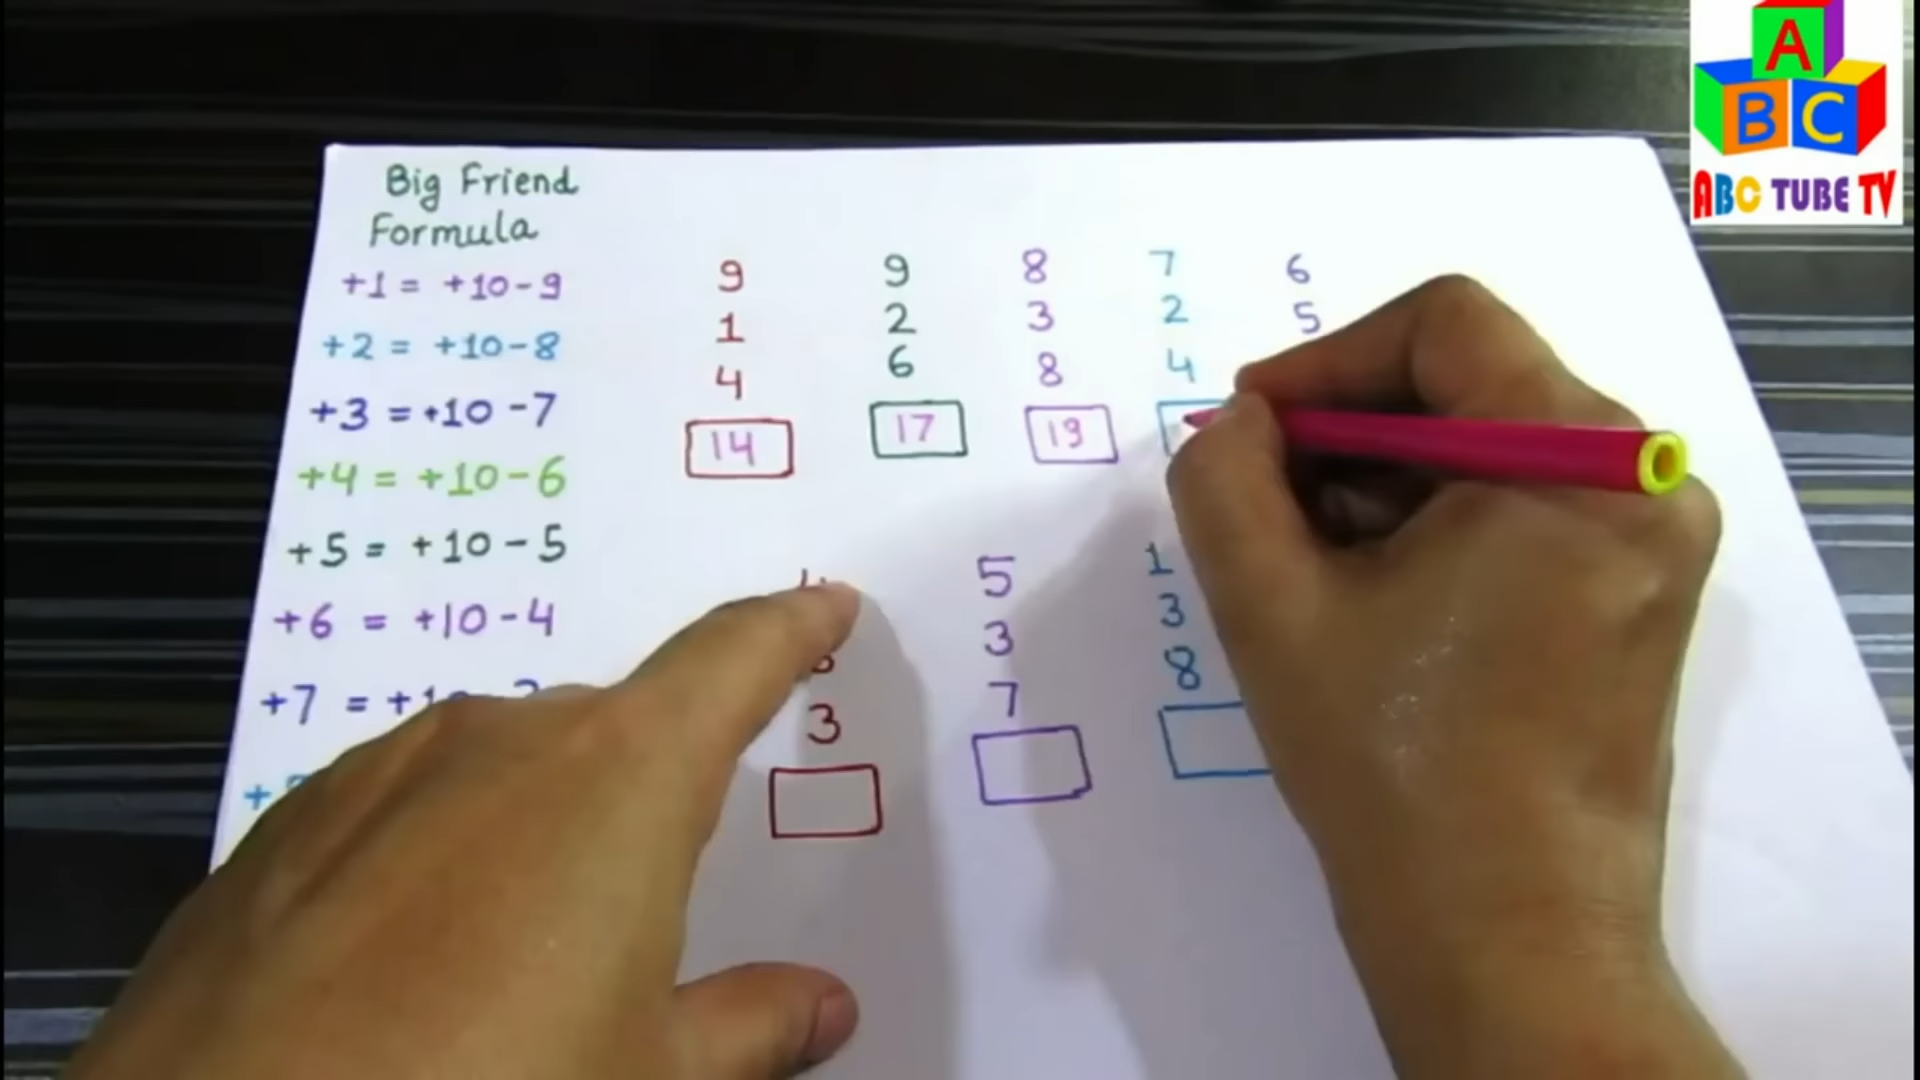 A
B C
ABC TUBE TV
Big Friend
Formula
+1 = +10-9
+2 = +10-8
+3 = +10-7
+4 = +10-6
+5 = +10-5
+6 = +10-4
+7 = +1
+
9
1
4
14
9
2
6
17
8
3
8
19
7
2
4
6
5
3
5
3
7
1
3
8